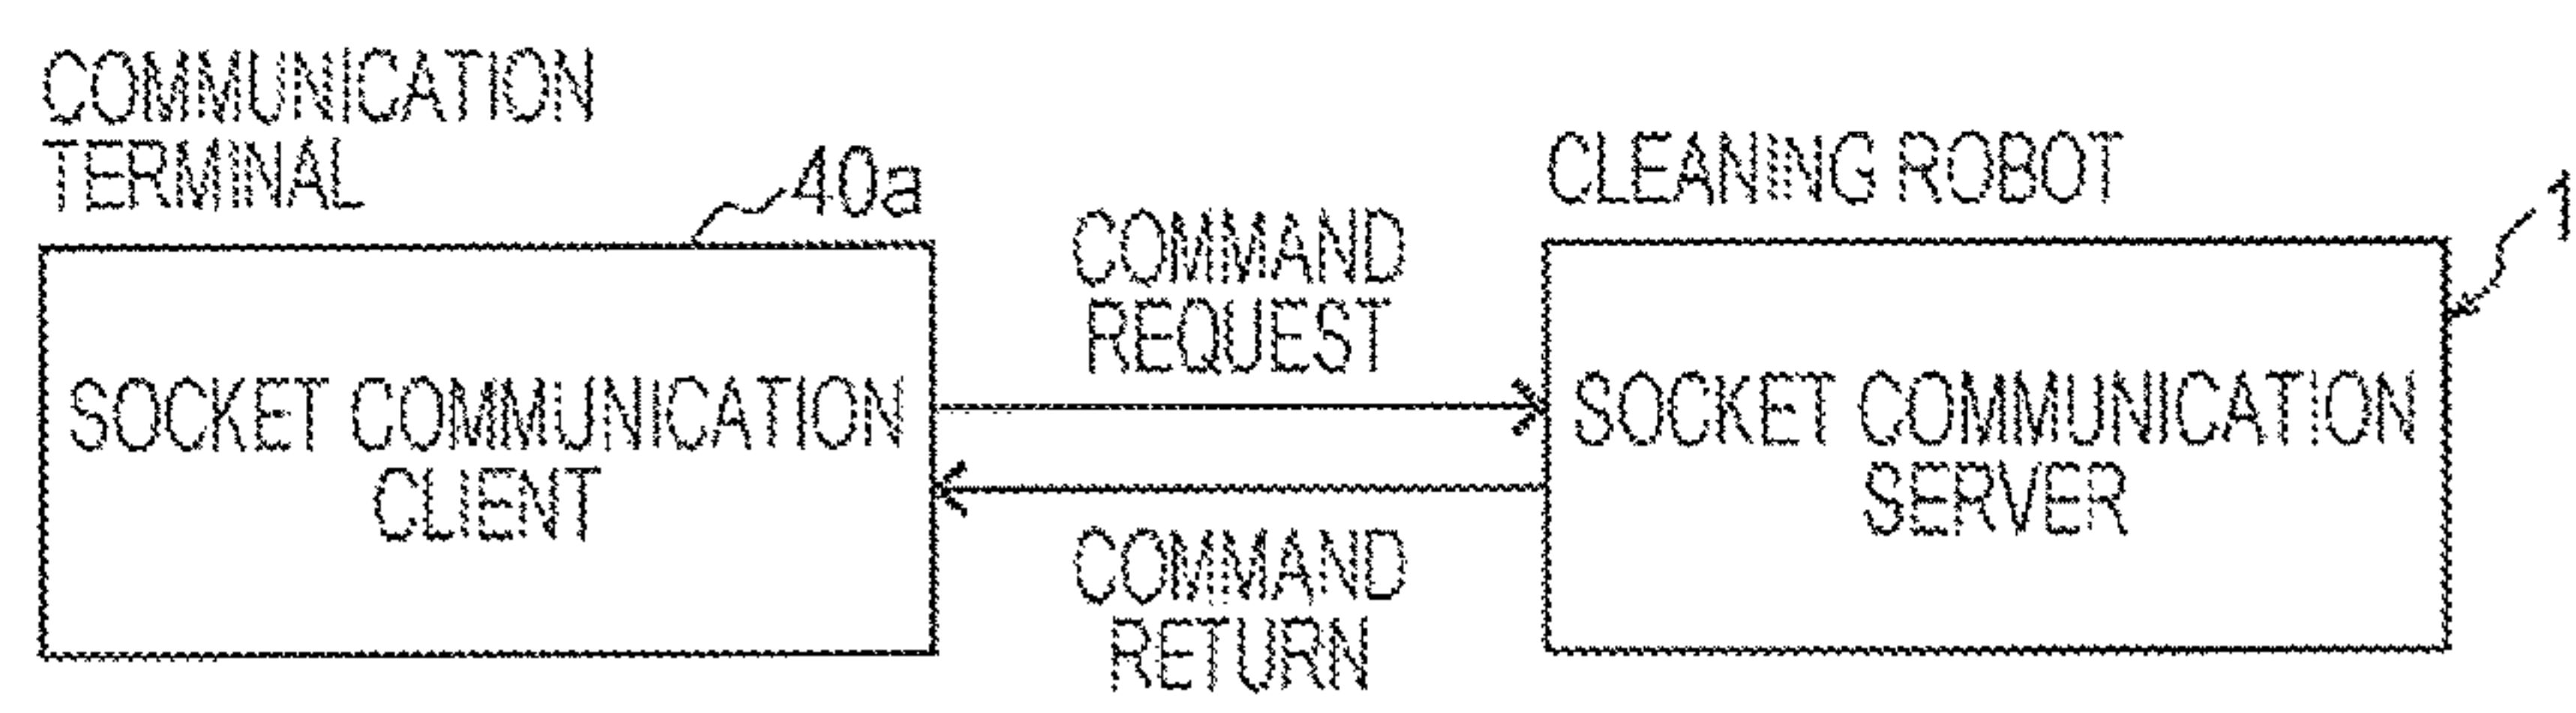 COMMUNICATION
TERMINAL
40a
SOCKET COMMUNICATION
CLIENT
COMMAND
REQUEST
COMMAND
RETURN
CLEANING ROBOT
1
SOCKET COMMUNICATION
SERVER